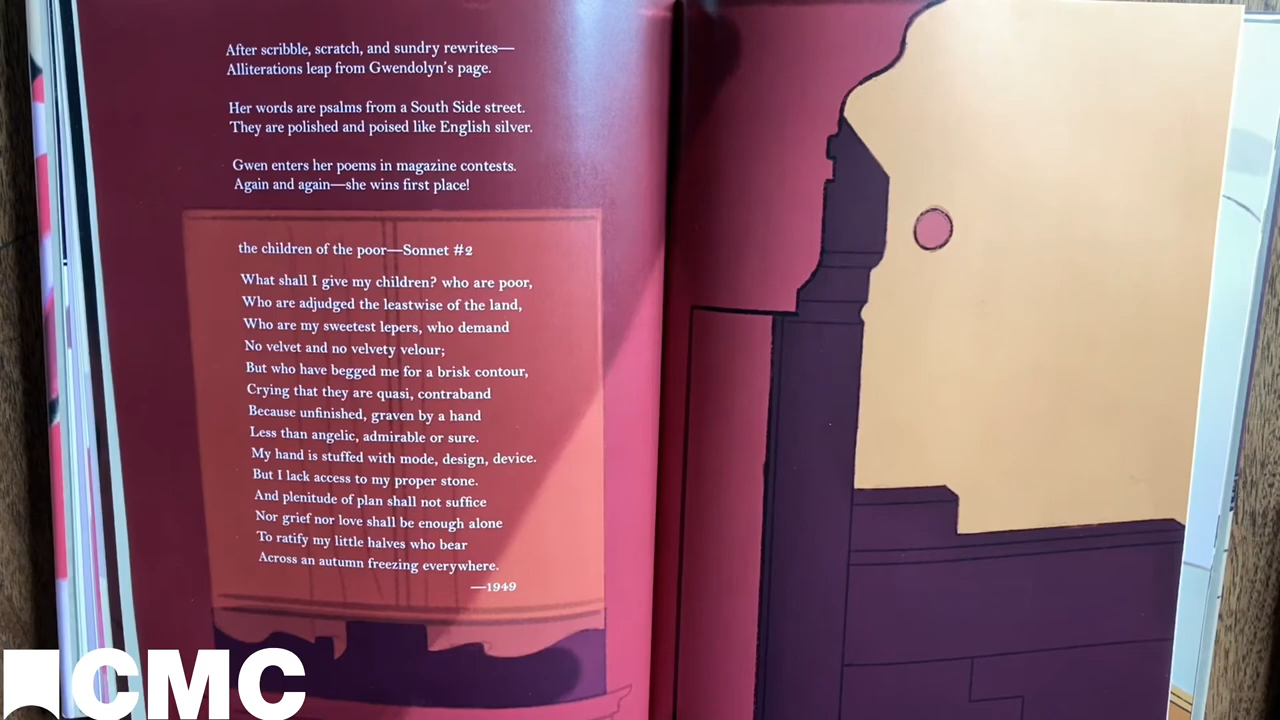 After scribble, scratch, and sundry rewrites—
Alliterations leap from Gwendolyn's page.
Her words are psalms from a South Side street.
They are polished and poised like English silver.
Gwen enters her poems in magazine contests.
Again and again—she wins first place!
the children of the poor—Sonnet #2
What shall I give my children? who are poor,
Who are adjudged the leastwise of the land,
Who are my sweetest lepers, who demand
No velvet and no velvety velour;
But who have begged me for a brisk contour,
Crying that they are quasi, contraband
Because unfinished, graven by a hand
Less than angelic, admirable or sure.
My hand is stuffed with mode, design, device.
But I lack access to my proper stone.
And plenitude of plan shall not suffice
Nor grief nor love shall be enough alone
To ratify my little halves who bear
Across an autumn freezing everywhere.
—1949
CMC